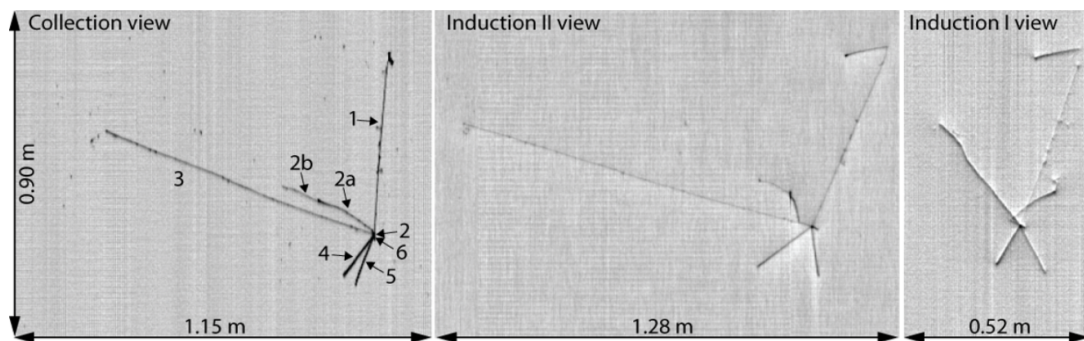 Collection view
Induction II view
Induction I view
1
2b
2a
3
2
6
4
5
0.90 m
1.15 m
1.28 m
0.52 m